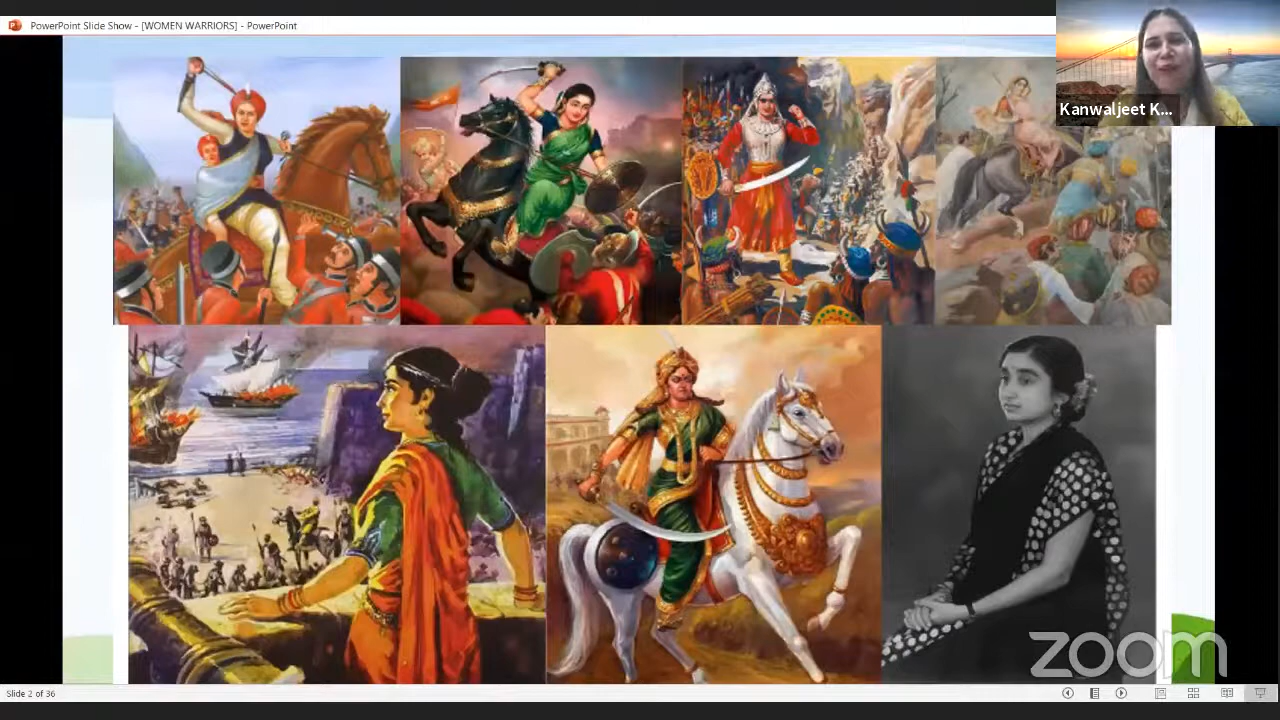 PowerPoint Slide Show - [WOMEN WARRIORS] - PowerPoint
Kanwaljeet K...
zoom
Slide 2 of 36